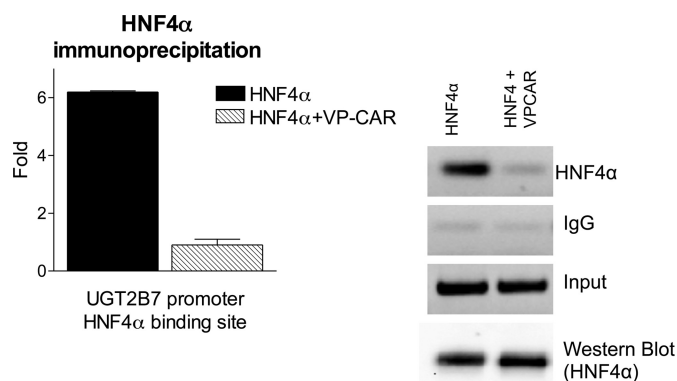 HNF4α
immunoprecipitation
HNF4α
HNF4α+VP-CAR
Fold
6
4
2
0
UGT2B7 promoter
HNF4α binding site
HNF4α
HNF4 +
VPCAR
HNF4α
IgG
Input
Western Blot
(HNF4α)